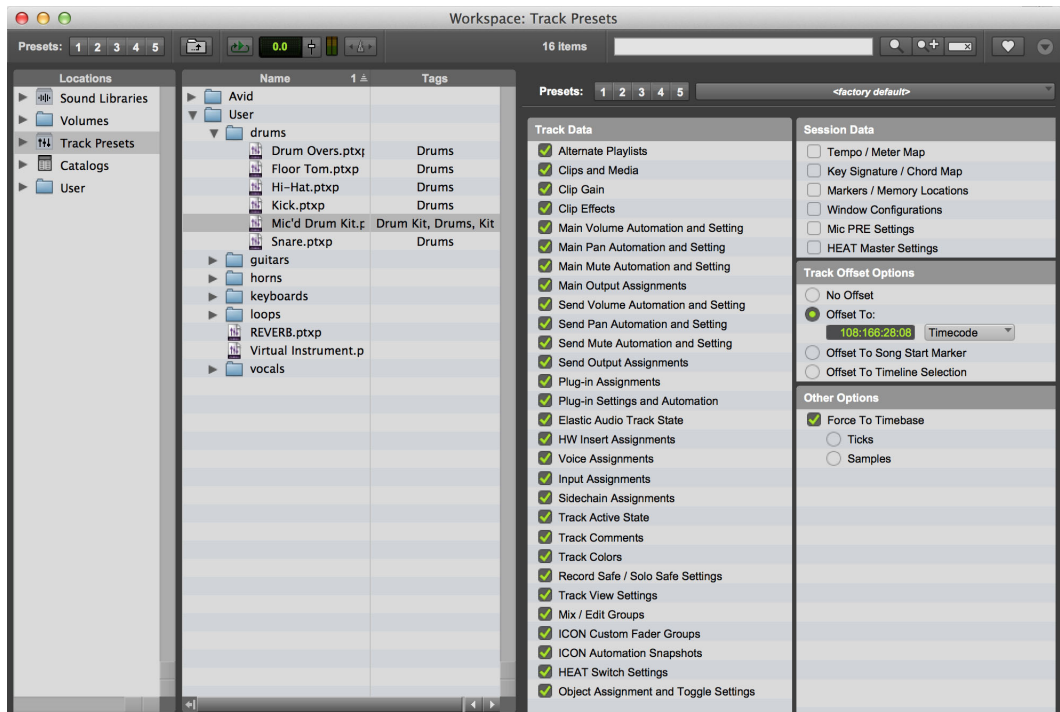 Workspace: Track Presets
Presets: 1 2 3 4 5
0.0
16 items
Locations
Sound Libraries
Volumes
Track Presets
Catalogs
User
Name 1 Tags
Avid
User
drums
Drum Overs.ptxp Drums
Floor Tom.ptxp Drums
Hi-Hat.ptxp Drums
Kick.ptxp Drums
Mic'd Drum Kit.p Drum Kit, Drums, Kit
Snare.ptxp Drums
guitars
horns
keyboards
loops
REVERB.ptxp
Virtual Instrument.p
vocals
Presets: 1 2 3 4 5 <factory default>
Track Data
Alternate Playlists
Clips and Media
Clip Gain
Clip Effects
Main Volume Automation and Setting
Main Pan Automation and Setting
Main Mute Automation and Setting
Main Output Assignments
Send Volume Automation and Setting
Send Pan Automation and Setting
Send Mute Automation and Setting
Send Output Assignments
Plug-in Assignments
Plug-in Settings and Automation
Elastic Audio Track State
HW Insert Assignments
Voice Assignments
Input Assignments
Sidechain Assignments
Track Active State
Track Comments
Track Colors
Record Safe / Solo Safe Settings
Track View Settings
Mix / Edit Groups
ICON Custom Fader Groups
ICON Automation Snapshots
HEAT Switch Settings
Object Assignment and Toggle Settings
Session Data
Tempo / Meter Map
Key Signature / Chord Map
Markers / Memory Locations
Window Configurations
Mic PRE Settings
HEAT Master Settings
Track Offset Options
No Offset
Offset To:
108:166:28:08 Timecode
Offset To Song Start Marker
Offset To Timeline Selection
Other Options
Force To Timebase
Ticks
Samples